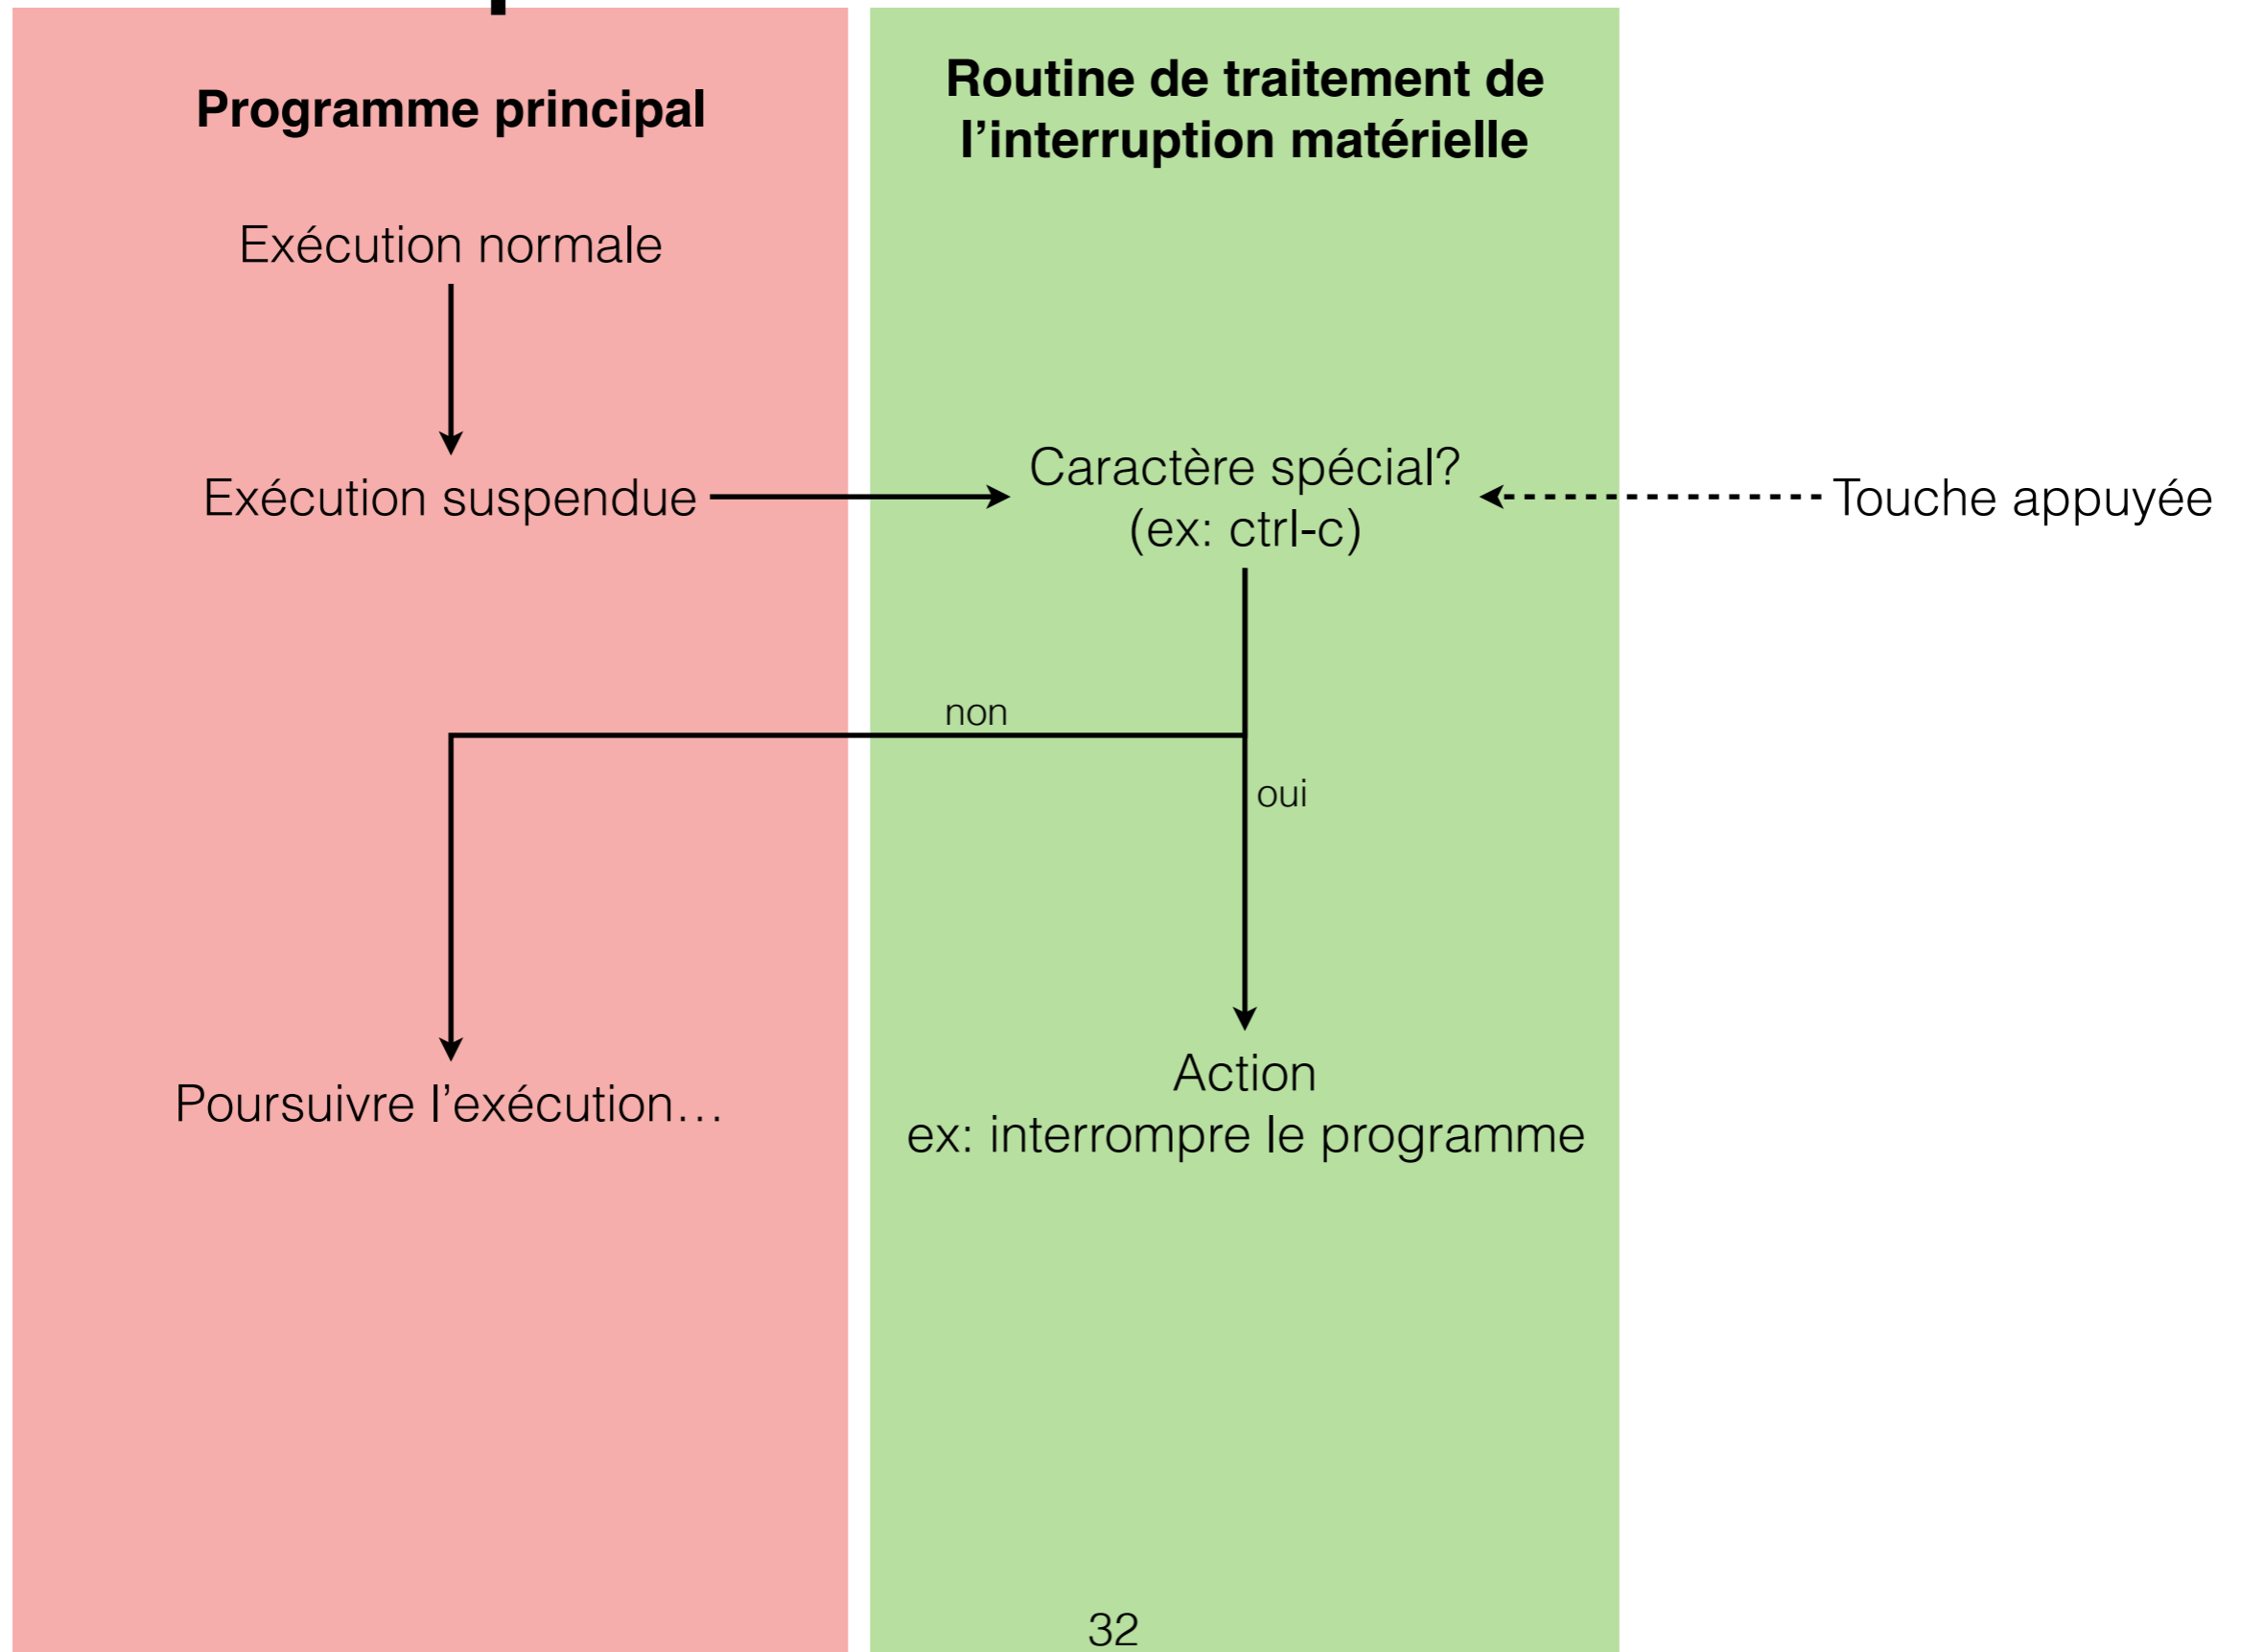 Programme principal
Routine de traitement de
l’interruption matérielle
Exécution normale
Exécution suspendue
Caractère spécial?
(ex: ctrl-c)
Touche appuyée
non
oui
Poursuivre l’exécution…
Action
ex: interrompre le programme
32